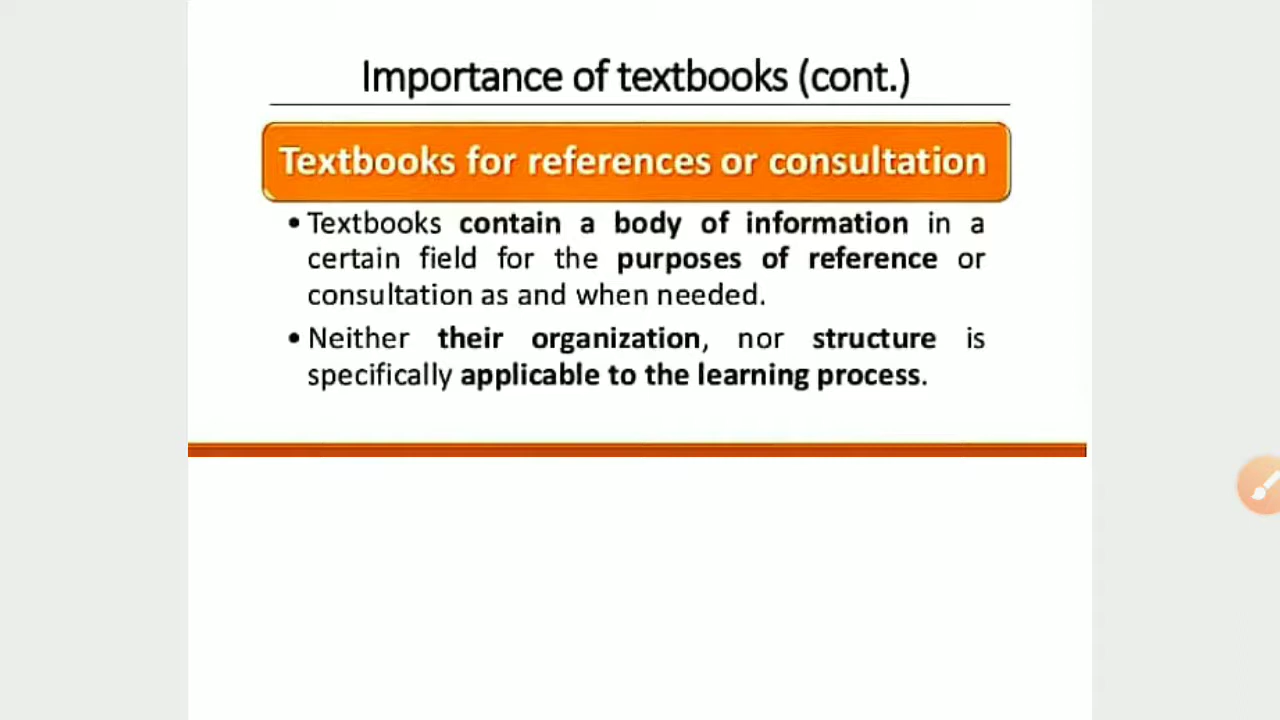 Importance of textbooks (cont.)
Textbooks for references or consultation
• Textbooks contain a body of information in a
certain field for the purposes of reference or
consultation as and when needed.
• Neither their organization, nor structure is
specifically applicable to the learning process.